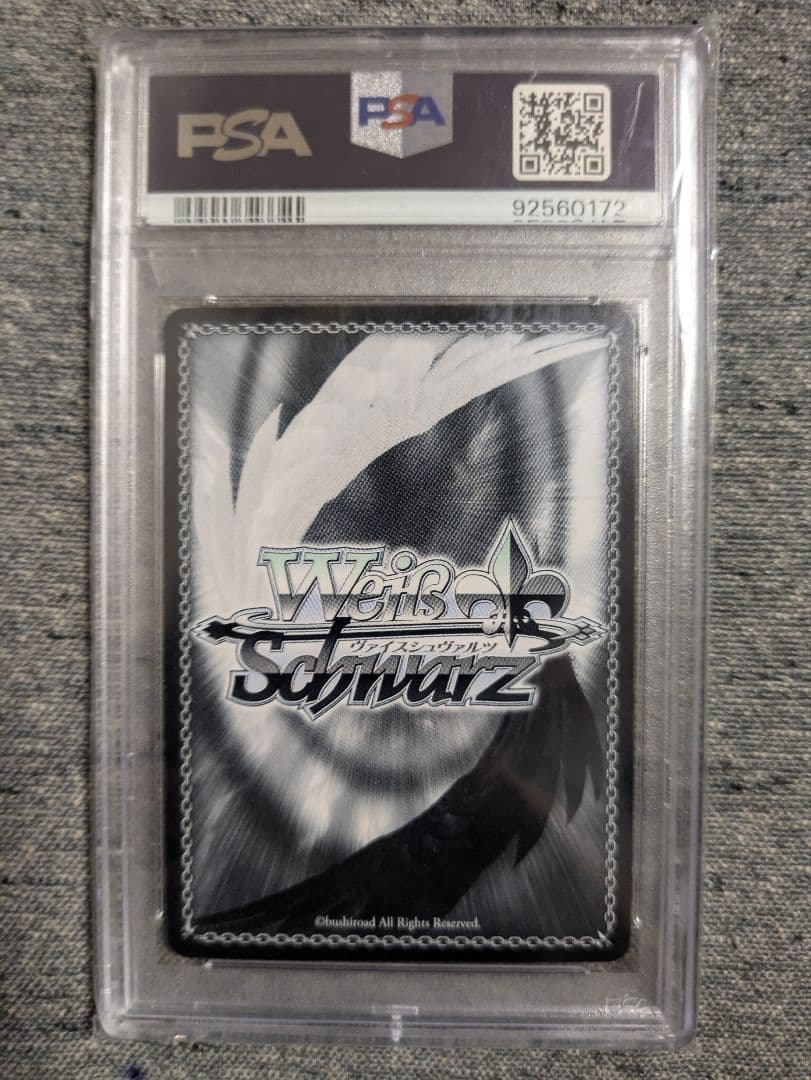 PSA PSA
92560172
Weiß
ヴァイスシュヴァルツ
Schwarz
©bushiroad All Rights Reserved.
PSA